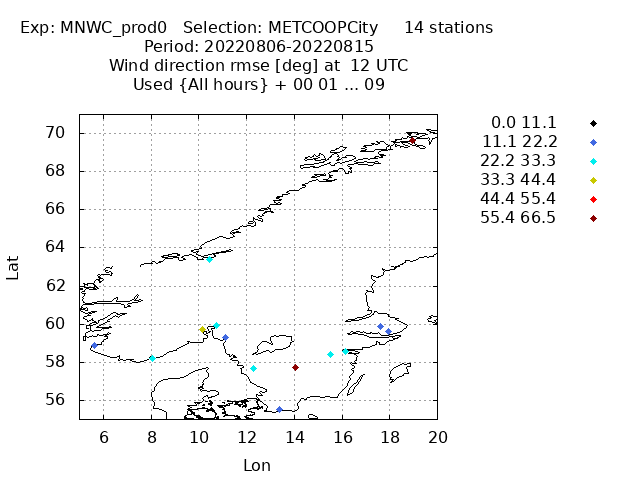 Exp: MNWC_prod0 Selection: METCOOPCity 14 stations
Period: 20220806-20220815
Wind direction rmse [deg] at 12 UTC
Used {All hours} + 00 01 ... 09
0.0 11.1
11.1 22.2
22.2 33.3
33.3 44.4
44.4 55.4
55.4 66.5
70
68
66
64
62
60
58
56
Lat
6 8 10 12 14 16 18 20
Lon